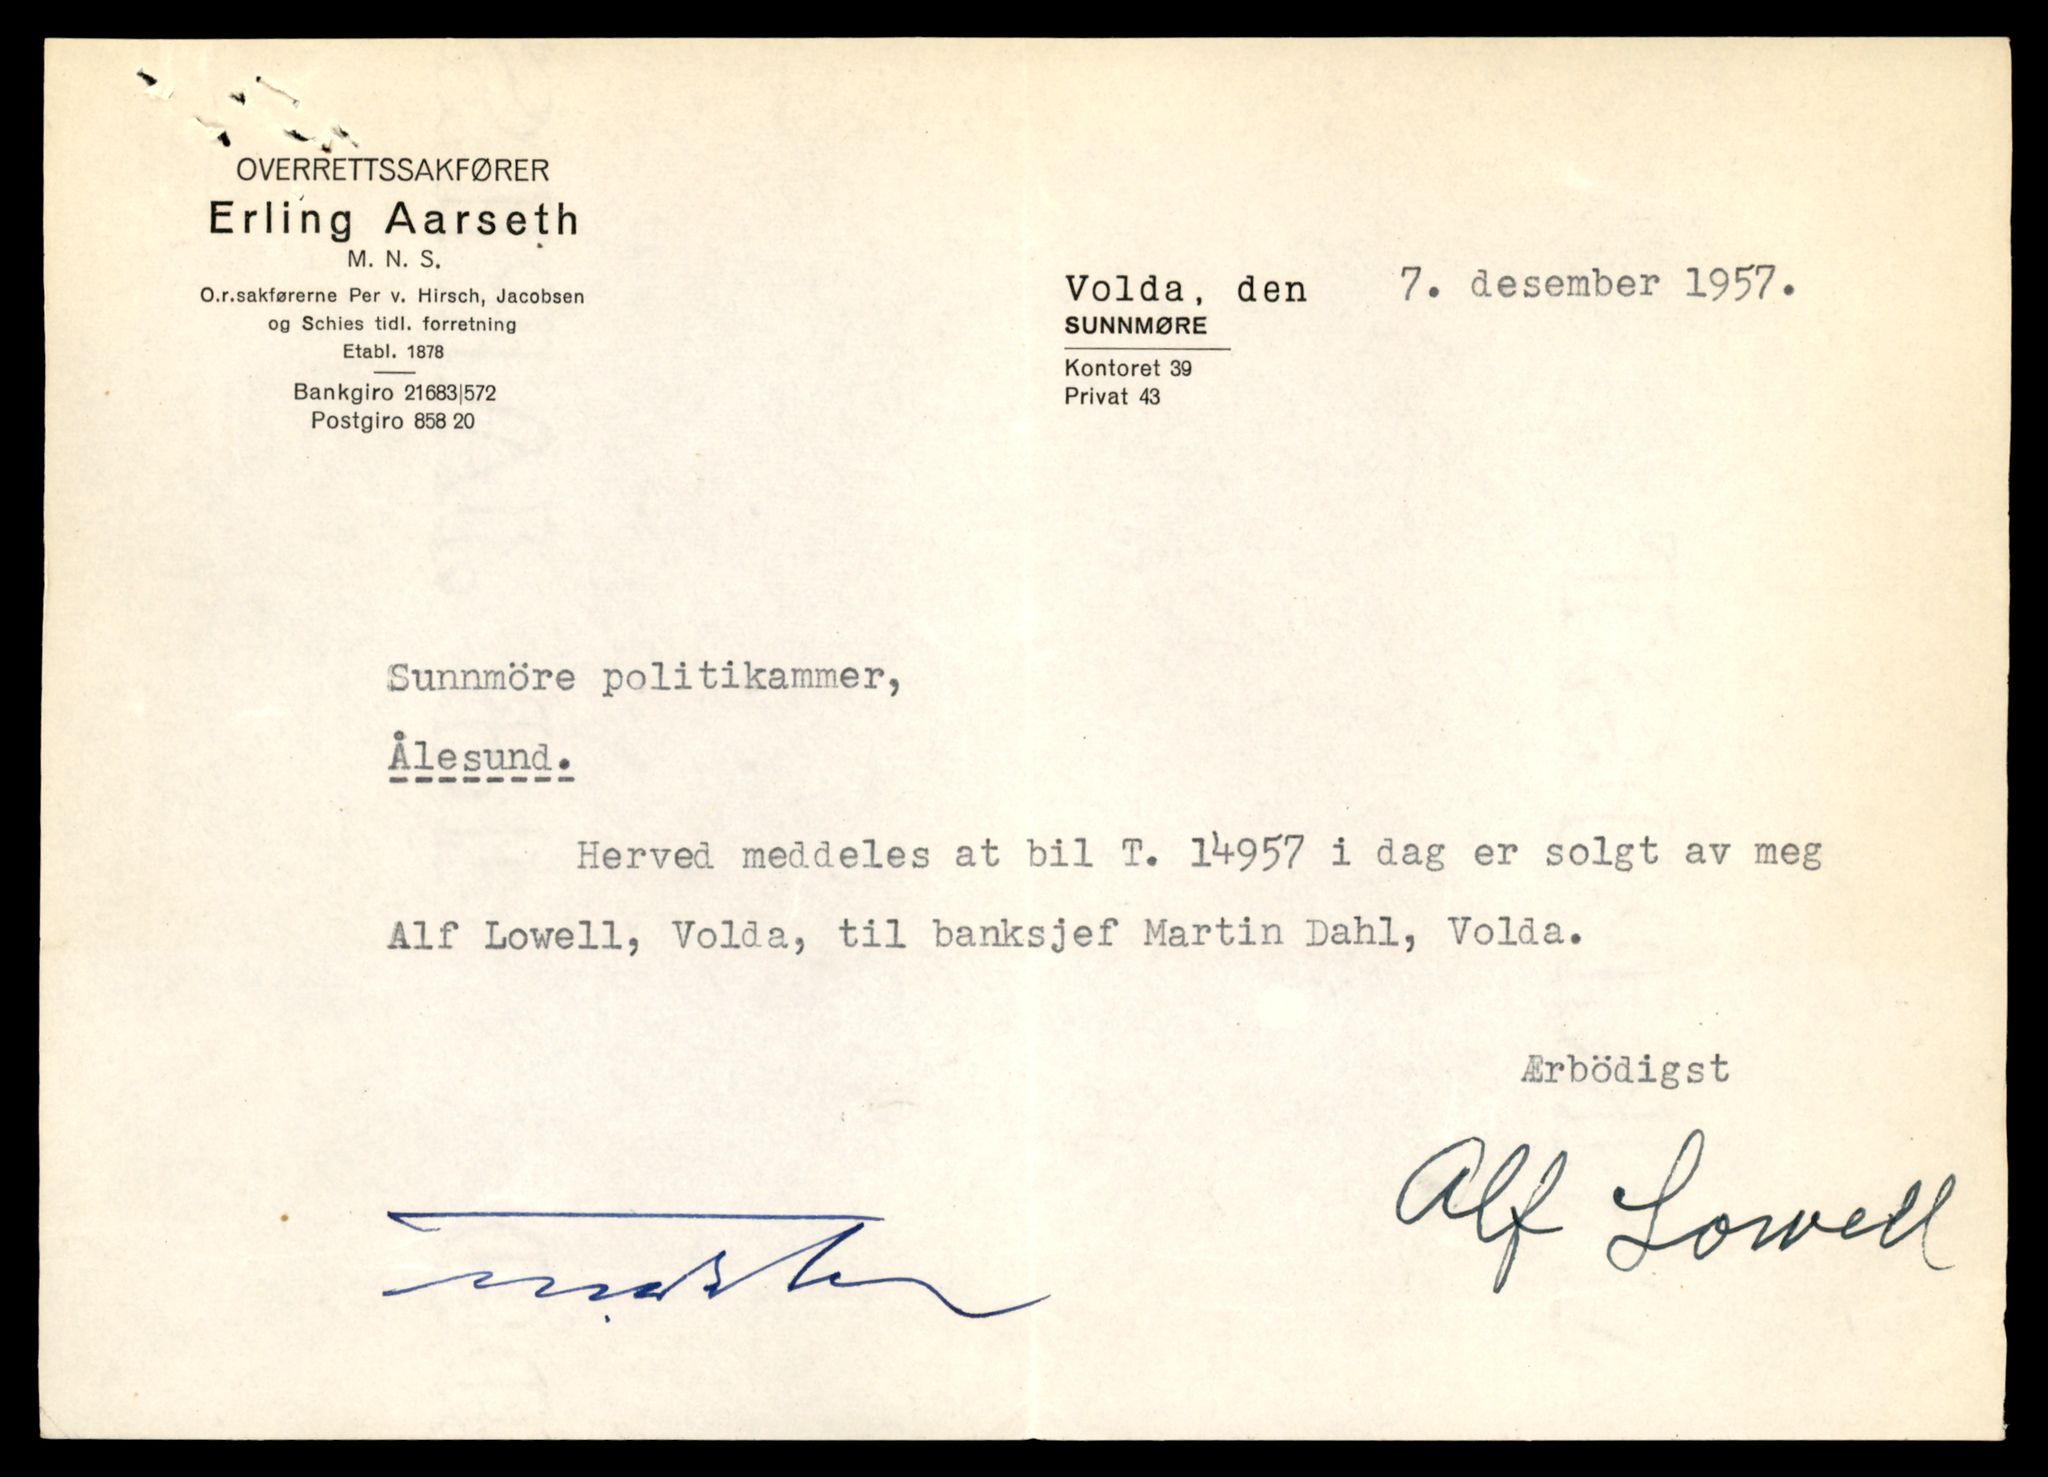 OVERRETTSSAKFØRER
Erling Aarseth
M. N. S.
O.r.sakførerne Per v. Hirsch, Jacobsen
og Schies tidl. forretning
Etabl. 1878
Bankgiro 21683|572
Postgiro 858 20
Volda, den 7. desember 1957.
SUNNMØRE
Kontoret 39
Privat 43
Sunnmöre politikammer,
Ålesund.
Herved meddeles at bil T. 14957 i dag er solgt av meg
Alf Lowell, Volda, til banksjef Martin Dahl, Volda.
Ærbödigst
Alf Lowell